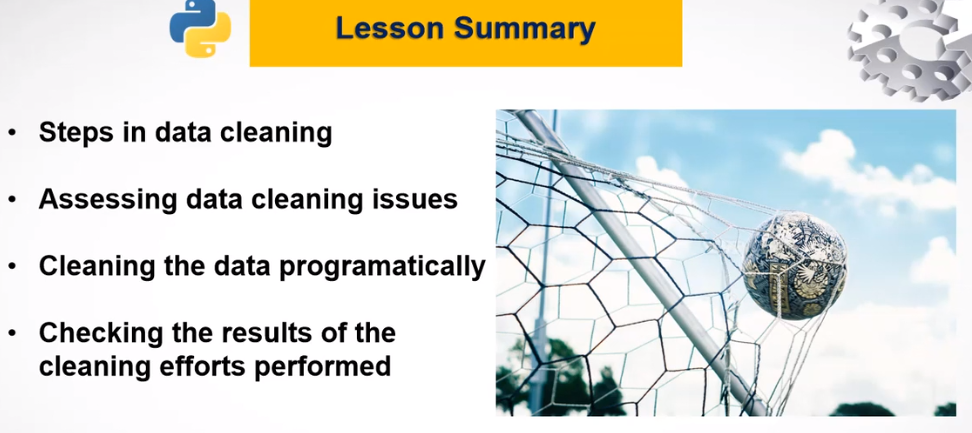 Lesson Summary
• Steps in data cleaning
• Assessing data cleaning issues
• Cleaning the data programatically
• Checking the results of the
cleaning efforts performed